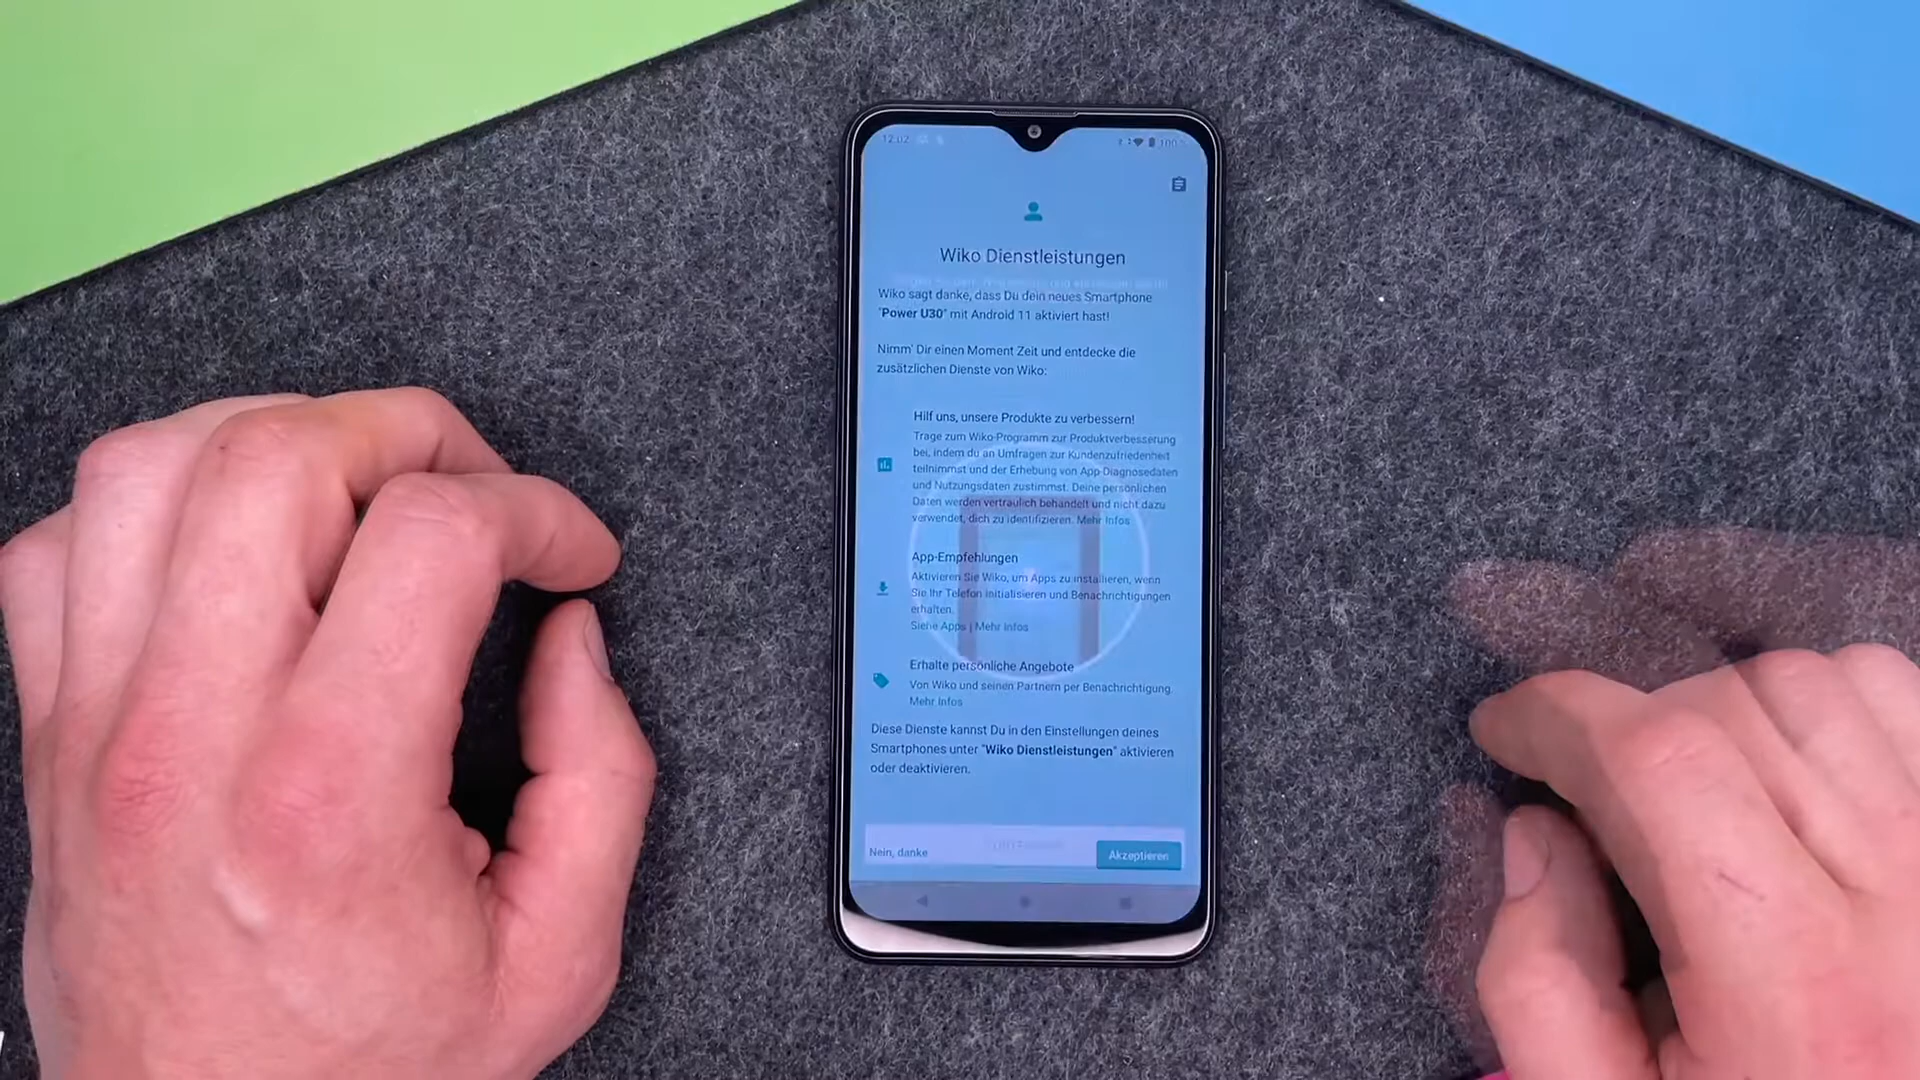 12:02
100
Wiko Dienstleistungen
Wiko sagt danke, dass Du dein neues Smartphone
"Power U30" mit Android 11 aktiviert hast!
Nimm' Dir einen Moment Zeit und entdecke die
zusätzlichen Dienste von Wiko:
Hilf uns, unsere Produkte zu verbessern!
Trage zum Wiko-Programm zur Produktverbesserung
bei, indem du an Umfragen zur Kundenzufriedenheit
teilnimmst und der Erhebung von App-Diagnosedaten
und Nutzungsdaten zustimmst. Deine persönlichen
Daten werden vertraulich behandelt und nicht dazu
verwendet, dich zu identifizieren. Mehr Infos
App-Empfehlungen
Aktivieren Sie Wiko, um Apps zu installieren, wenn
Sie Ihr Telefon initialisieren und Benachrichtigungen
erhalten.
Siehe Apps | Mehr Infos
Erhalte persönliche Angebote
Von Wiko und seinen Partnern per Benachrichtigung.
Mehr Infos
Diese Dienste kannst Du in den Einstellungen deines
Smartphones unter "Wiko Dienstleistungen" aktivieren
oder deaktivieren.
Nein, danke
Akzeptieren